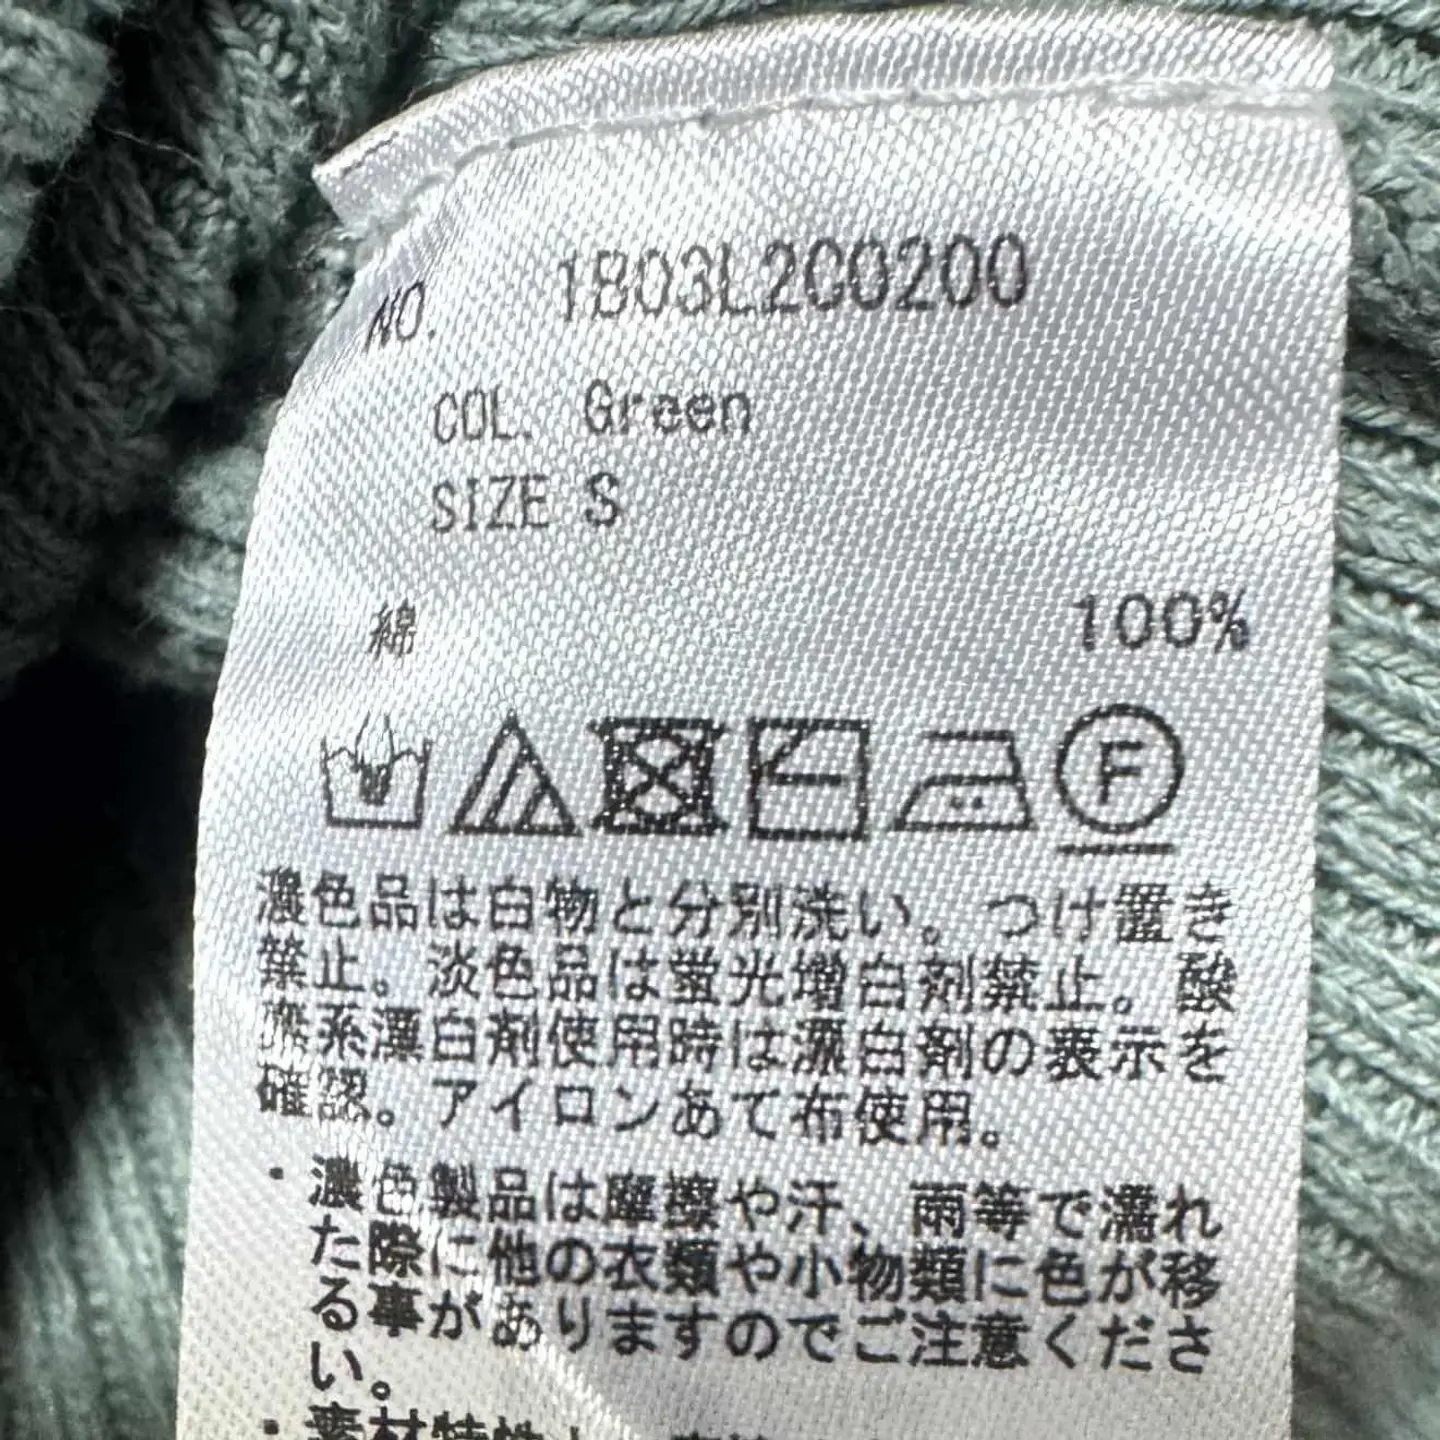 NO. 1B03L2C0200
COL. Green
SIZE S
綿 100%
F
濃色品は白物と分別洗い。つけ置き
禁止。淡色品は蛍光増白剤禁止。酸
素系漂白剤使用時は漂白剤の表示を
確認。アイロンあて布使用。
・濃色製品は摩擦や汗、雨等で濡れ
た際に他の衣類や小物類に色が移
る事がありますのでご注意くださ
い。
・素材特性